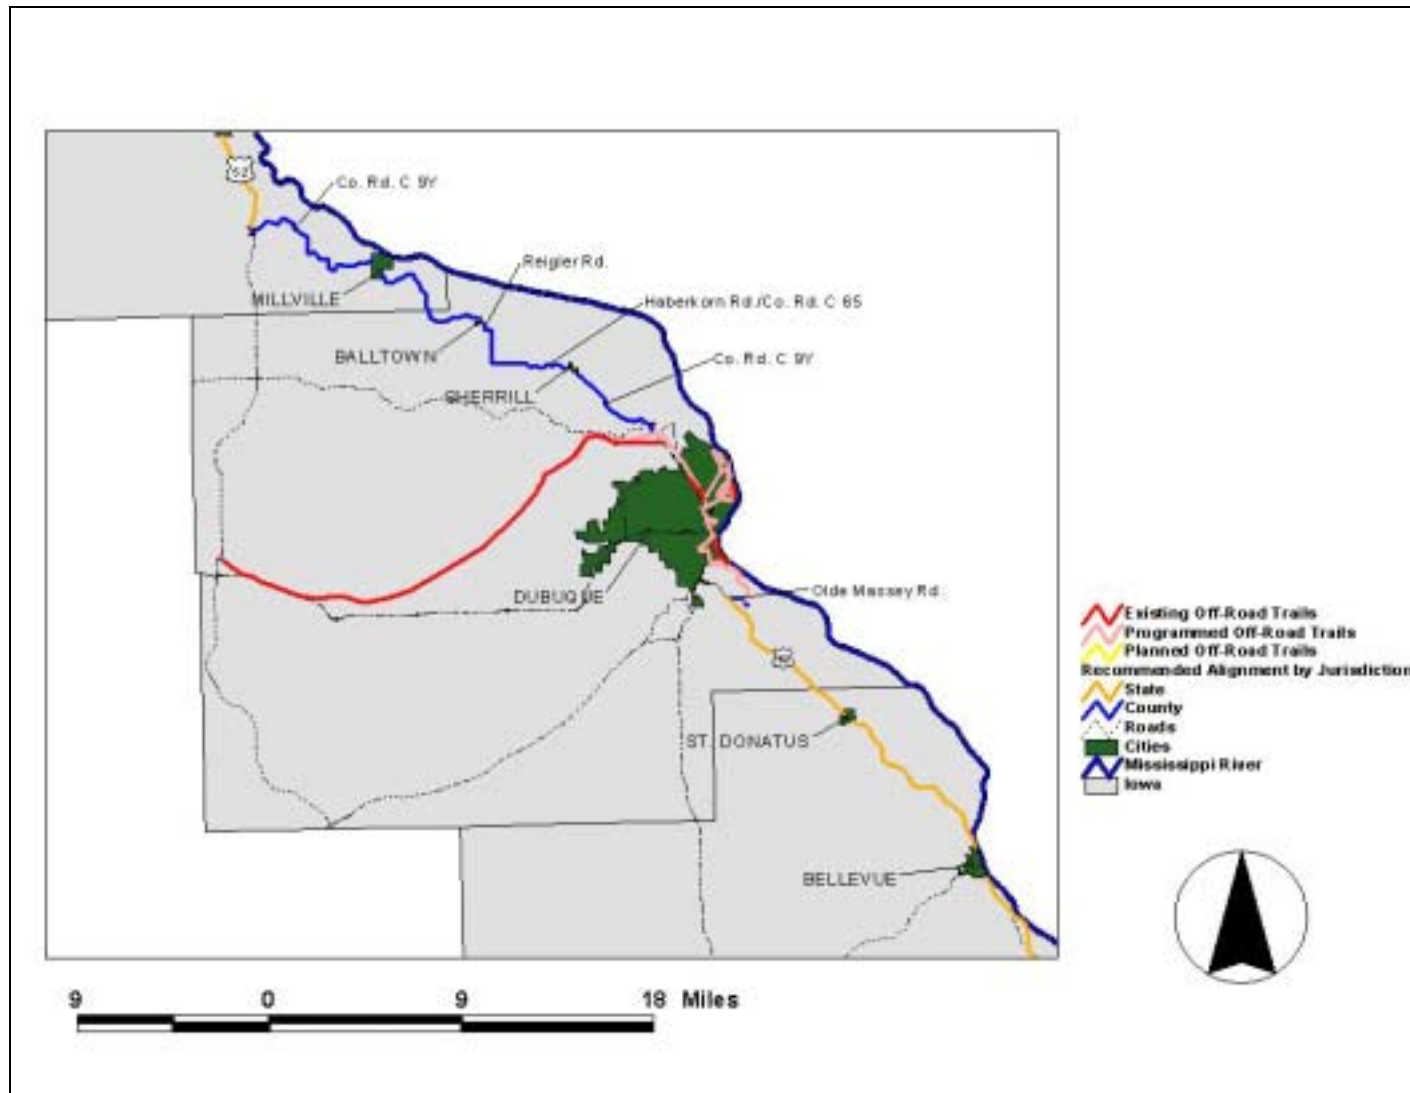 52
Co. Rd. C 9Y
Reigler Rd.
MILLVILLE
Haberkorn Rd./Co. Rd. C 65
BALLTOWN
Co. Rd. C 9Y
SHERRILL
DUBUQUE
Olde Massey Rd.
Existing Off-Road Trails
Programmed Off-Road Trails
Planned Off-Road Trails
Recommended Alignment by Jurisdiction
State
County
Roads
Cities
Mississippi River
Iowa
ST. DONATUS
BELLEVUE
9 0 9 18 Miles